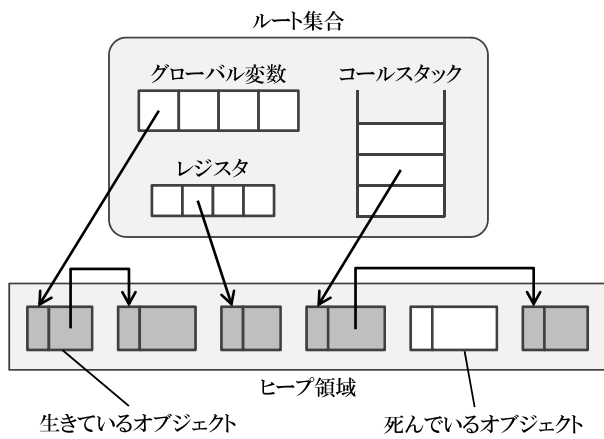 ルート集合
グローバル変数
コールスタック
レジスタ
ヒープ領域
生きているオブジェクト
死んでいるオブジェクト